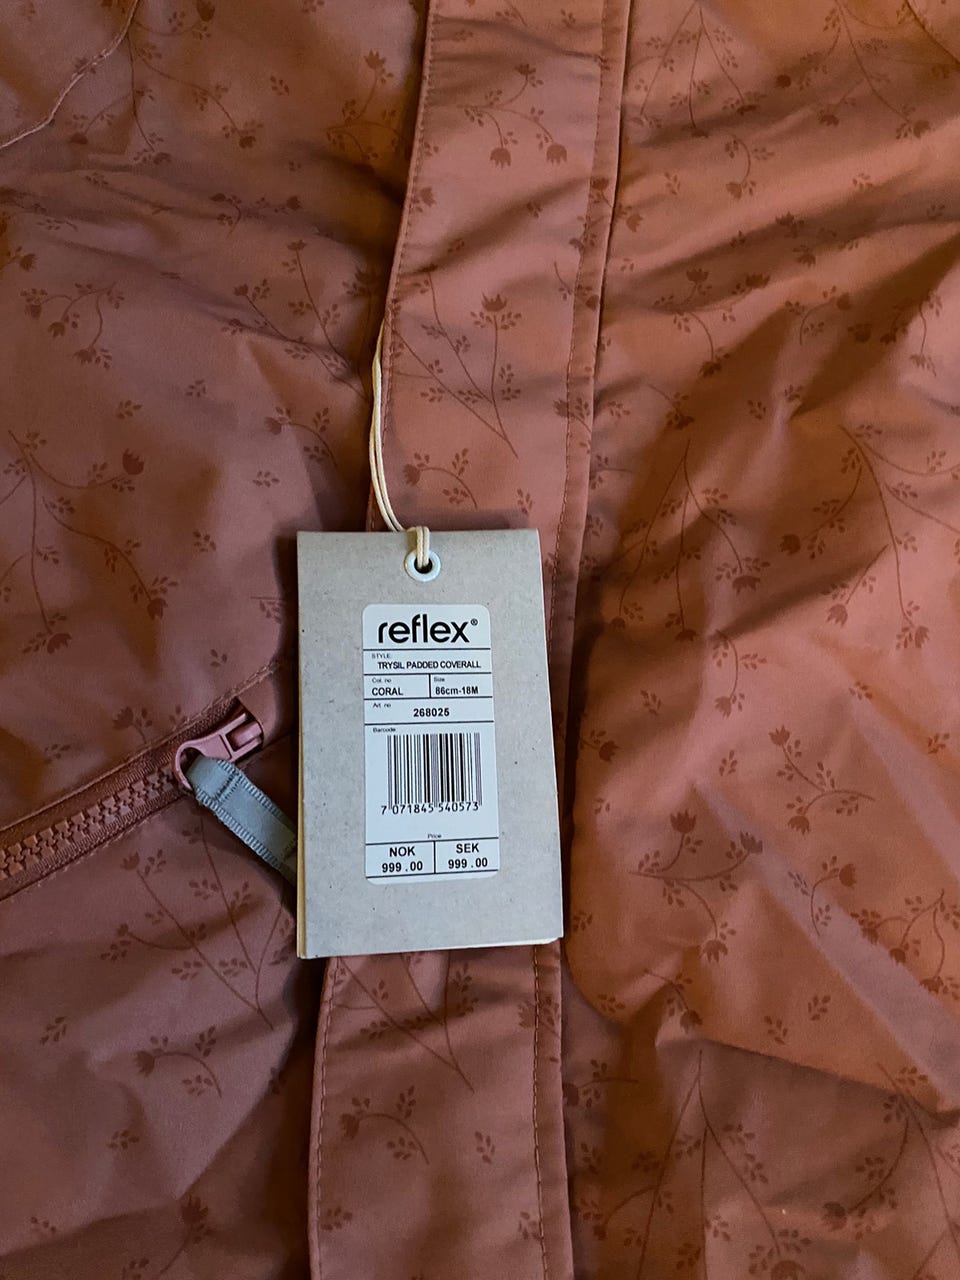 reflex®
STYLE:
TRYSIL PADDED COVERALL
Col. no Size
CORAL 86cm-18M
Art. no
268025
Barcode
7 071845 540573
Price
NOK SEK
999.00 999.00